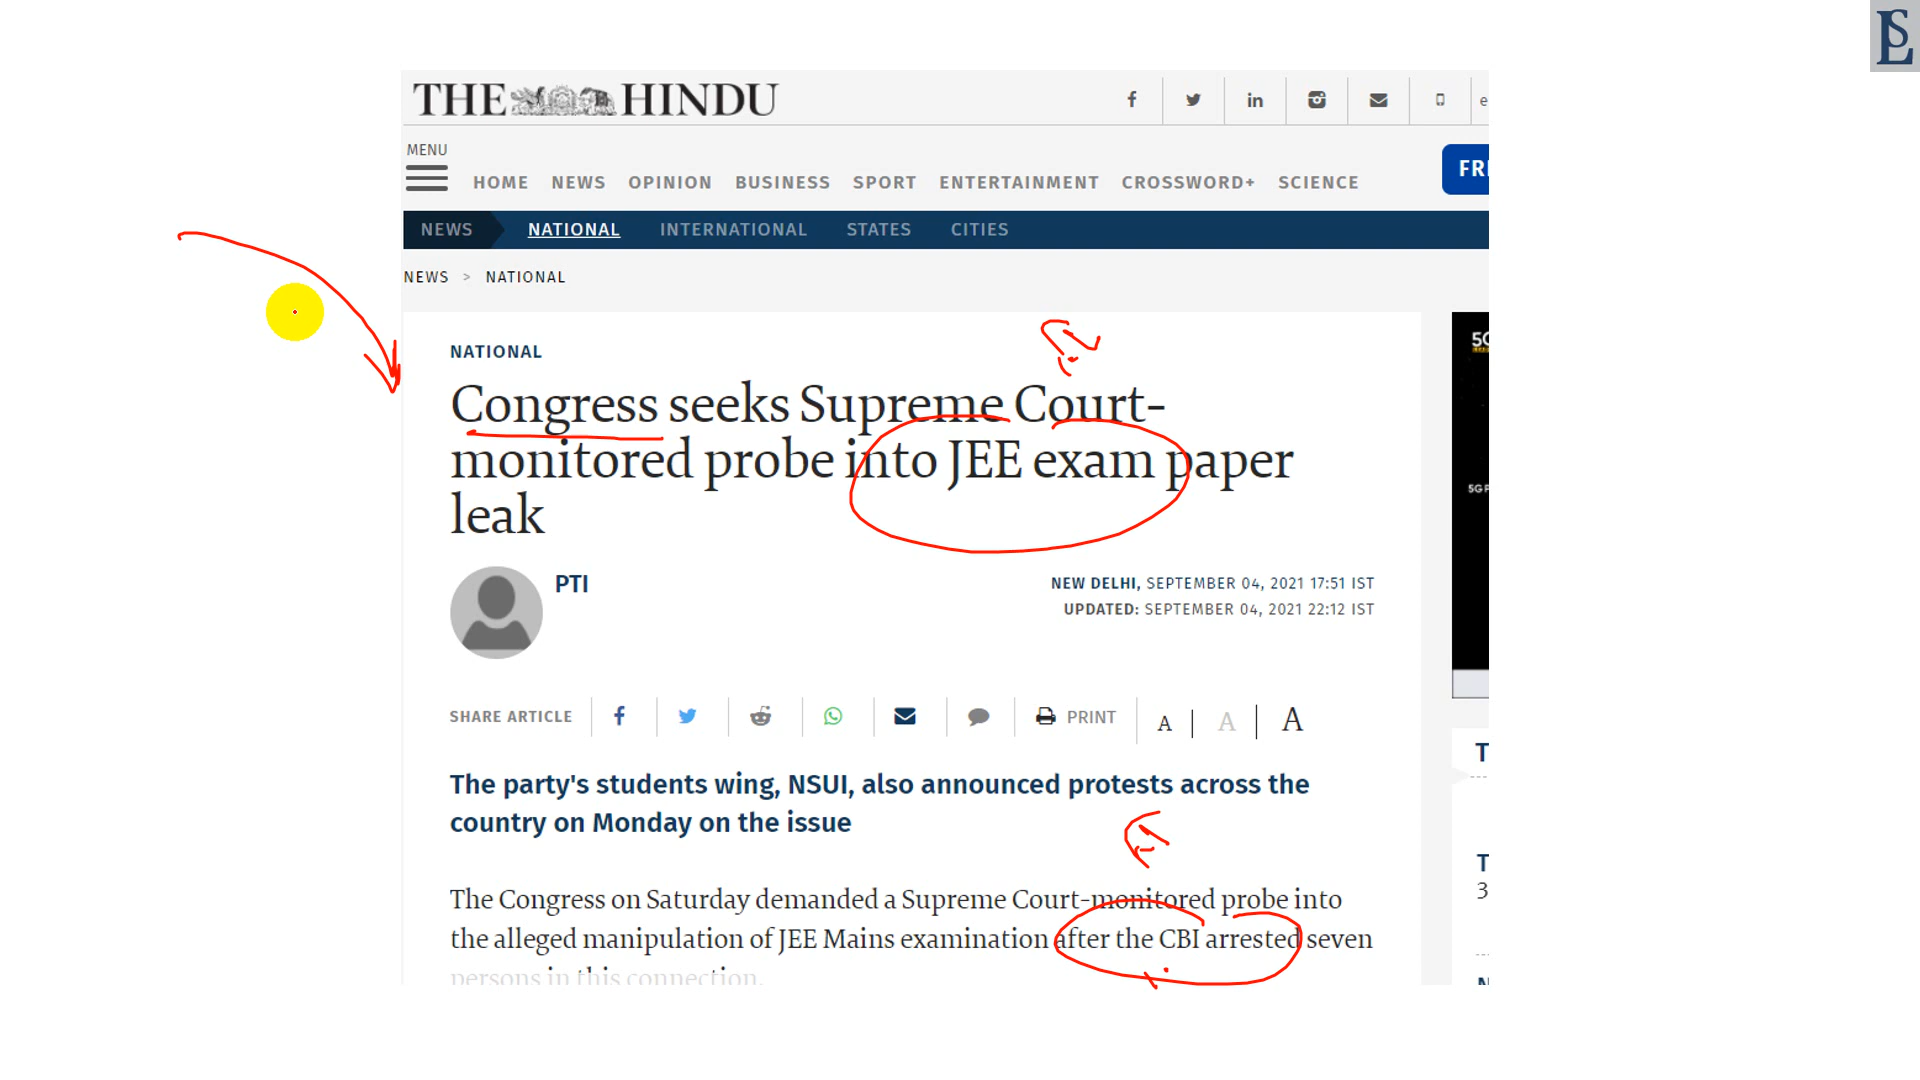 THE HINDU
e
MENU
HOME NEWS OPINION BUSINESS SPORT ENTERTAINMENT CROSSWORD+ SCIENCE
FRE
NEWS NATIONAL INTERNATIONAL STATES CITIES
NEWS > NATIONAL
NATIONAL
Congress seeks Supreme Court-
monitored probe into JEE exam paper
leak
PTI
NEW DELHI, SEPTEMBER 04, 2021 17:51 IST
UPDATED: SEPTEMBER 04, 2021 22:12 IST
SHARE ARTICLE PRINT A A A
The party's students wing, NSUI, also announced protests across the
country on Monday on the issue
The Congress on Saturday demanded a Supreme Court-monitored probe into
the alleged manipulation of JEE Mains examination after the CBI arrested seven
persons in this connection.
5G
5G P
T
T
3